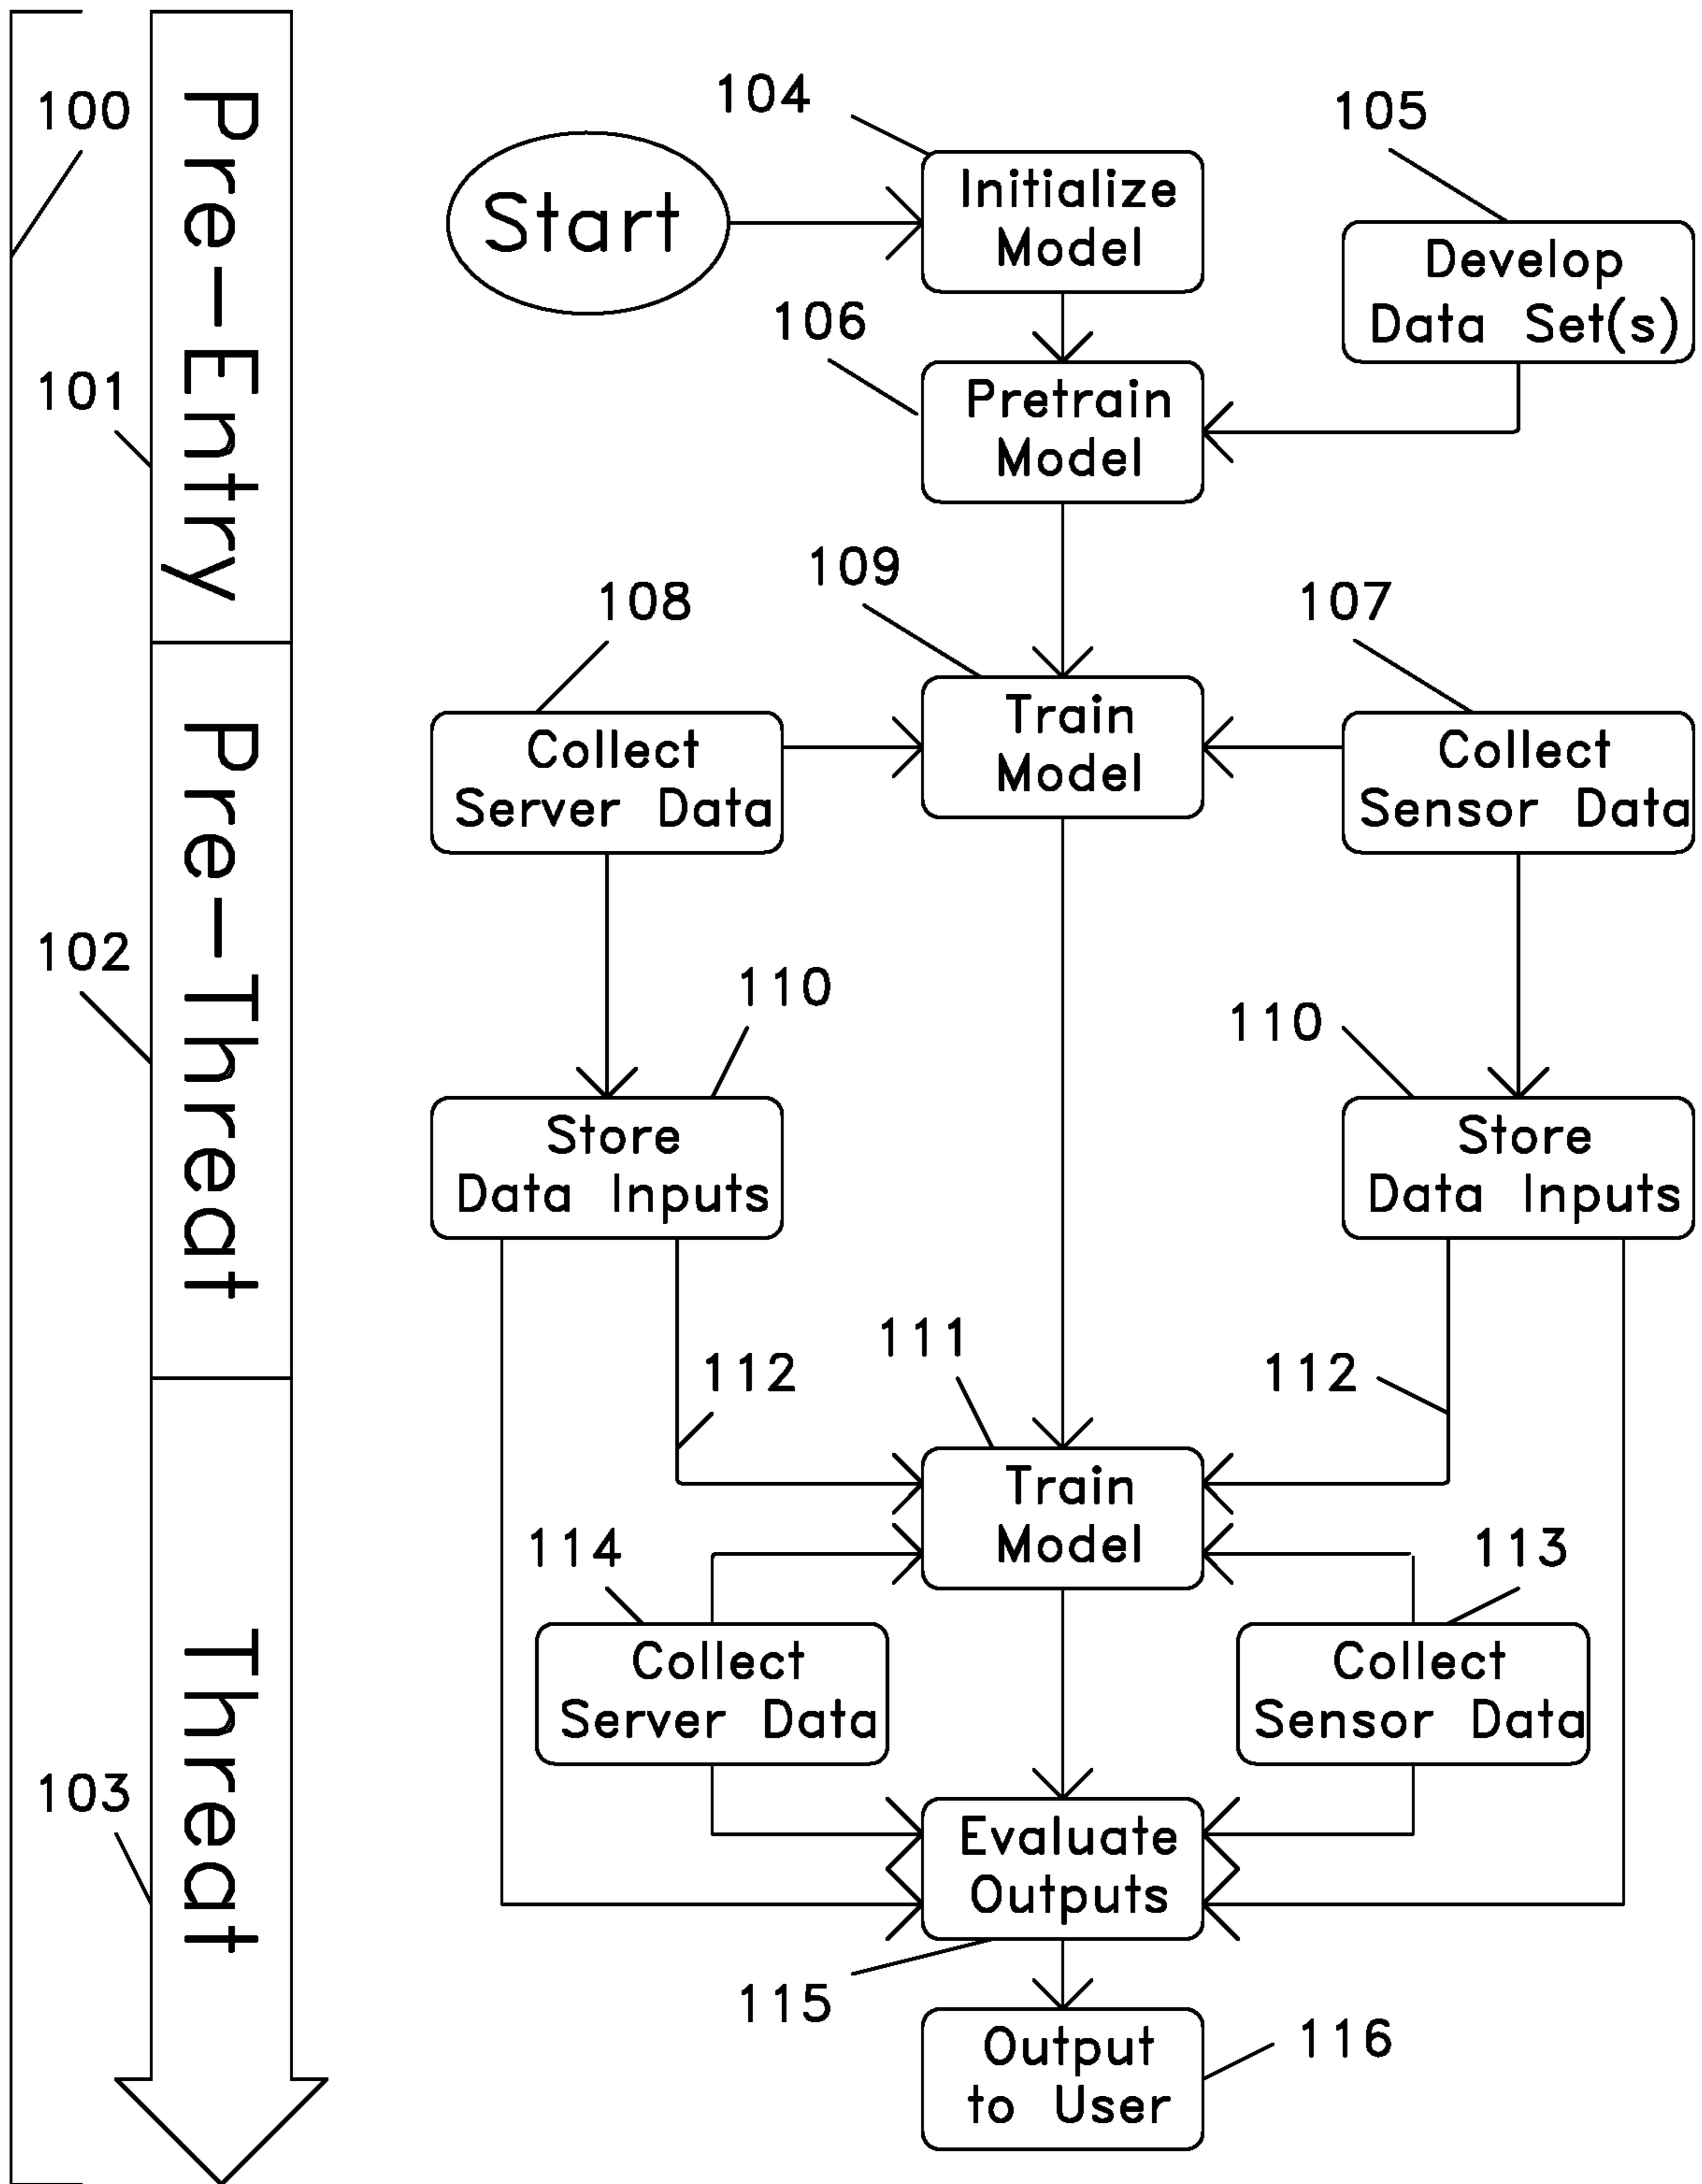 100
101
102
103
Pre-Entry
Pre-Threat
Threat
Start
104
Initialize
Model
105
Develop
Data Set(s)
106
Pretrain
Model
108
Collect
Server Data
109
Train
Model
107
Collect
Sensor Data
110
Store
Data Inputs
110
Store
Data Inputs
112
111
Train
Model
112
114
Collect
Server Data
113
Collect
Sensor Data
Evaluate
Outputs
115
Output
to User
116